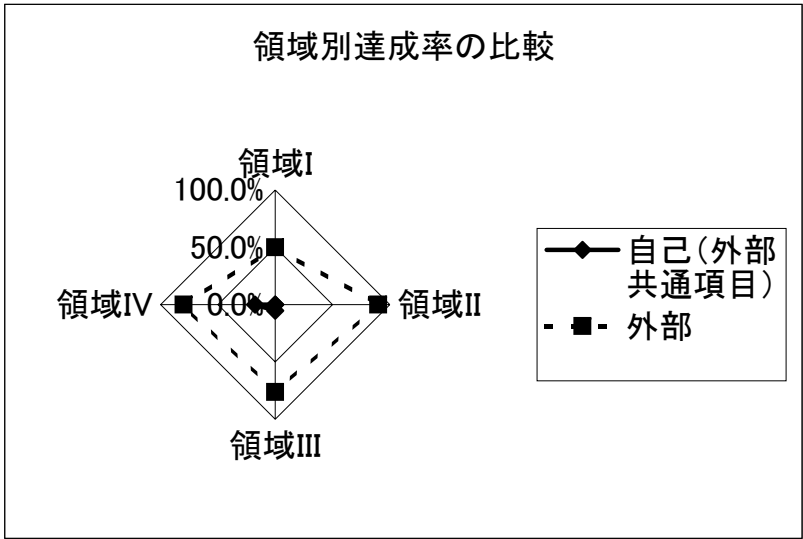 領域別達成率の比較
領域I
100.0%
50.0%
領域IV
0.0%
領域II
領域III
自己(外部
共通項目)
外部